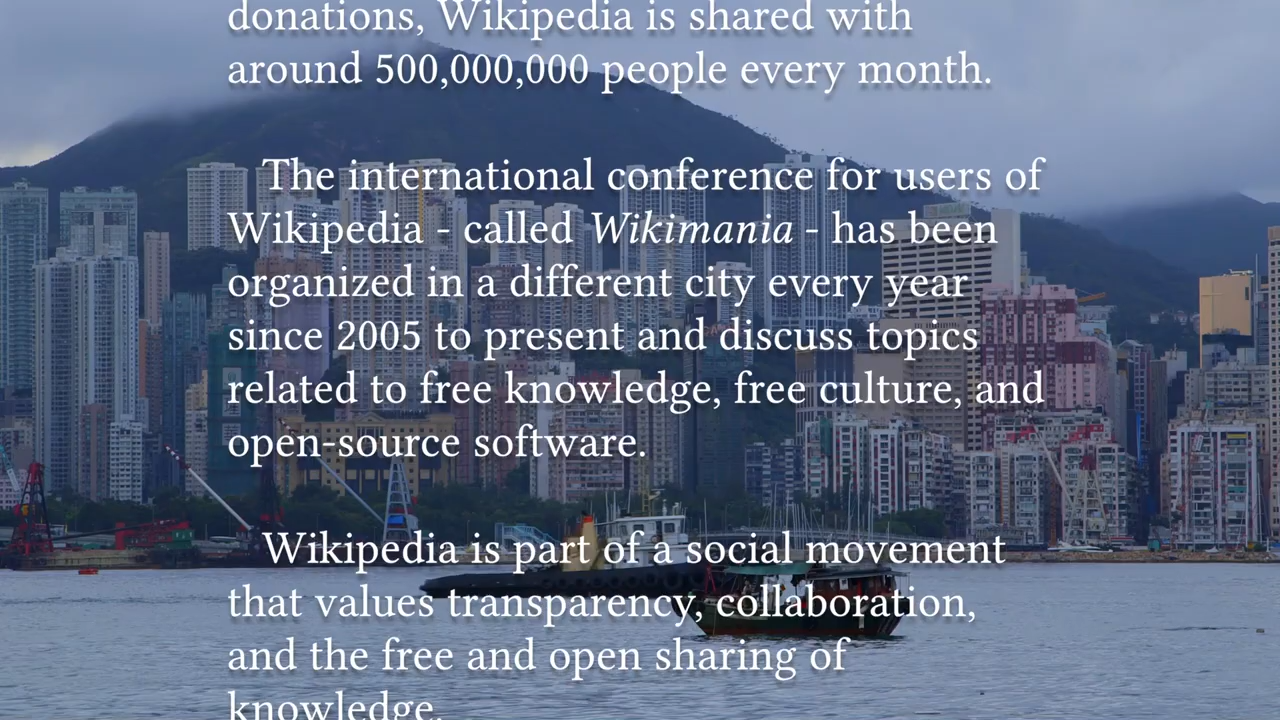 donations, Wikipedia is shared with
around 500,000,000 people every month.
The international conference for users of
Wikipedia - called Wikimania - has been
organized in a different city every year
since 2005 to present and discuss topics
related to free knowledge, free culture, and
open-source software.
Wikipedia is part of a social movement
that values transparency, collaboration,
and the free and open sharing of
knowledge.